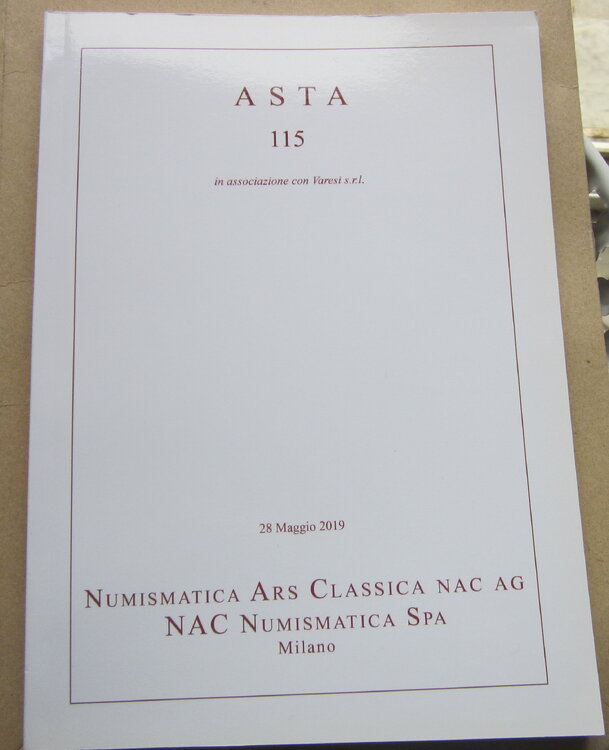 ASTA
115
in associazione con Varesi s.r.l.
28 Maggio 2019
NUMISMATICA ARS CLASSICA NAC AG
NAC NUMISMATICA SPA
Milano